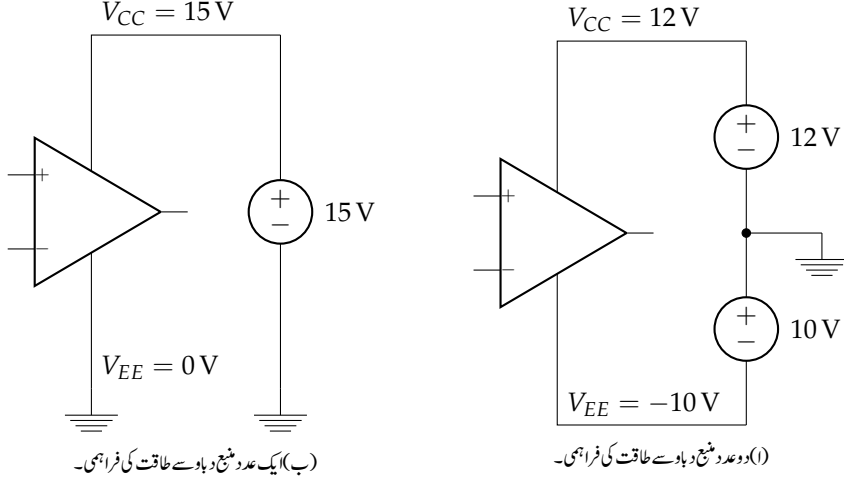 V_CC = 15 V
V_CC = 12 V
+
−
15 V
+
−
12 V
+
−
+
−
+
−
10 V
V_EE = 0 V
V_EE = −10 V
(ا) دو عدد منبع دباو سے طاقت کی فراہمی۔
(ب) ایک عدد منبع دباو سے طاقت کی فراہمی۔